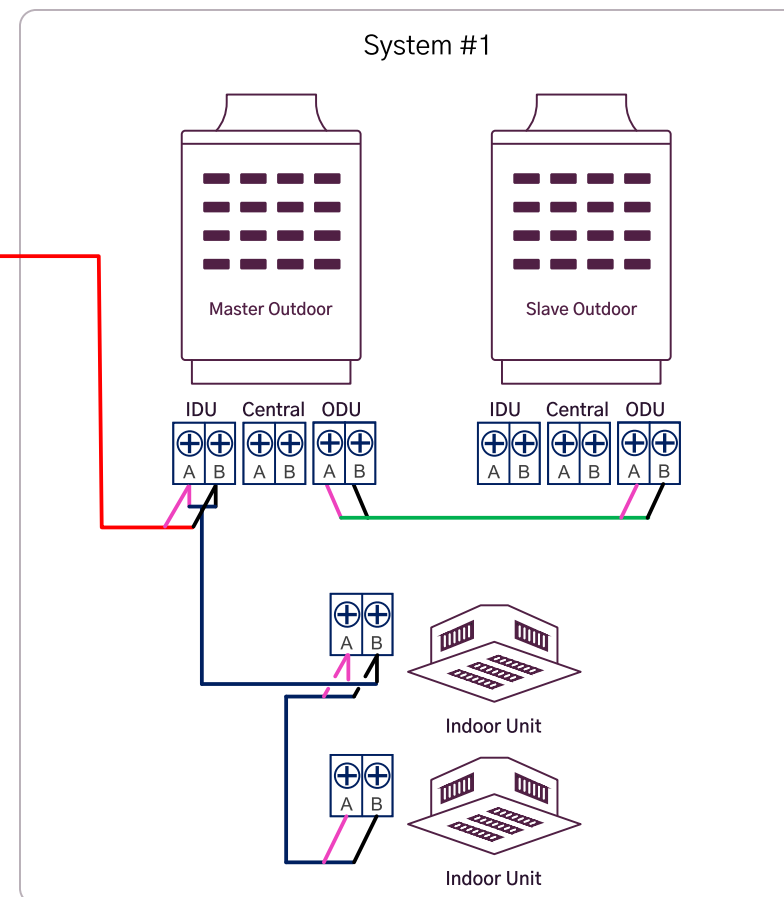 System #1
Master Outdoor
Slave Outdoor
IDU Central ODU
IDU Central ODU
A B A B A B
A B A B A B
A B
Indoor Unit
A B
Indoor Unit